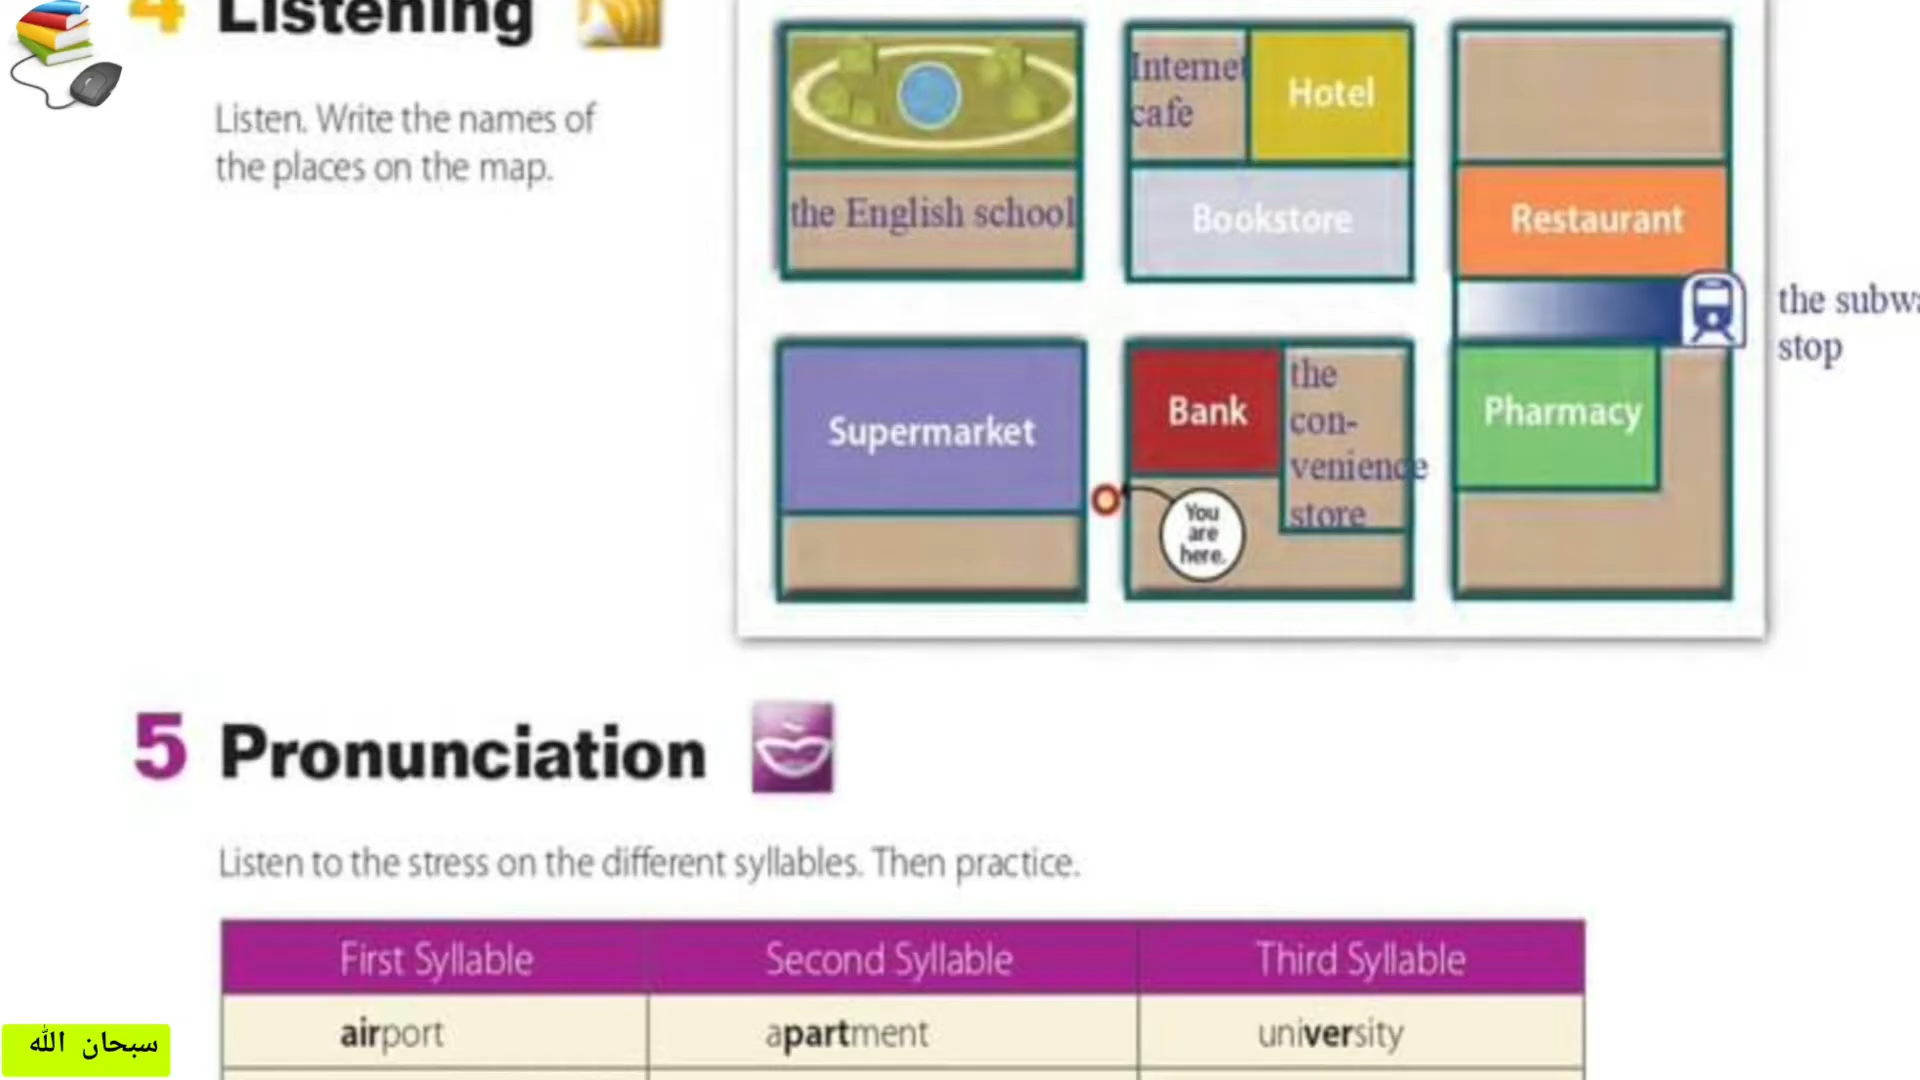 4 Listening
Listen. Write the names of
the places on the map.
Internet
cafe
Hotel
the English school
Bookstore
Restaurant
the subwa
stop
Supermarket
Bank
the
con-
venience
store
Pharmacy
You
are
here.
5 Pronunciation
Listen to the stress on the different syllables. Then practice.
First Syllable Second Syllable Third Syllable
airport apartment university
سبحان الله